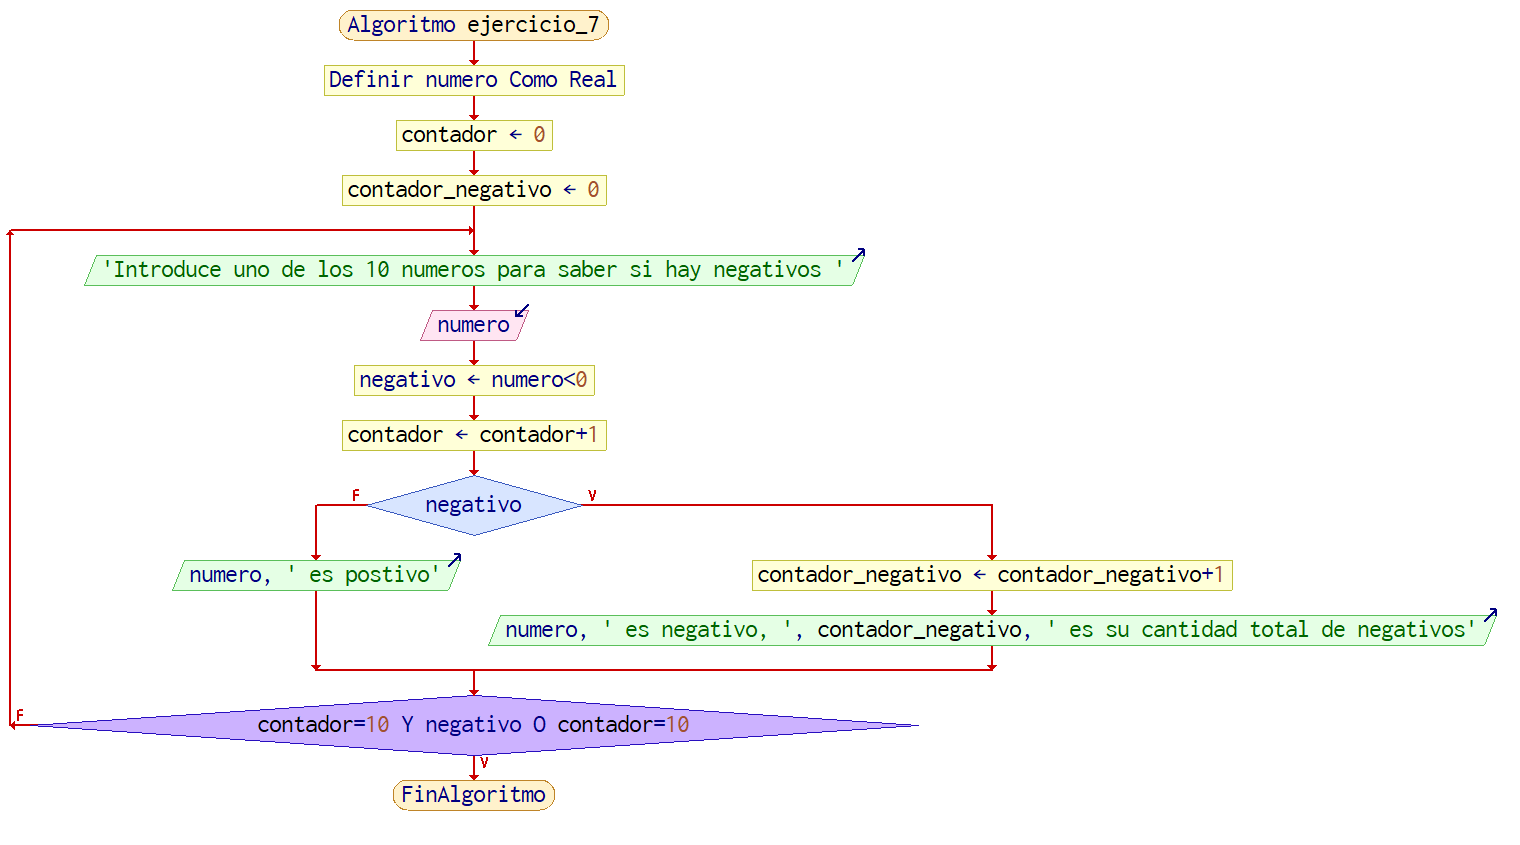 Algoritmo ejercicio_7
Definir numero Como Real
contador ← 0
contador_negativo ← 0
'Introduce uno de los 10 numeros para saber si hay negativos '
numero
negativo ← numero<0
contador ← contador+1
F
V
negativo
numero, ' es postivo'
contador_negativo ← contador_negativo+1
numero, ' es negativo, ', contador_negativo, ' es su cantidad total de negativos'
F
contador=10 Y negativo O contador=10
V
FinAlgoritmo